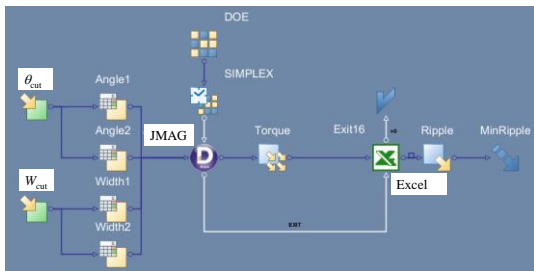 DOE
θcut
Angle1
SIMPLEX
Angle2
JMAG
Torque
Exit16
Ripple
MinRipple
Wcut
Width1
Excel
Width2
EXIT